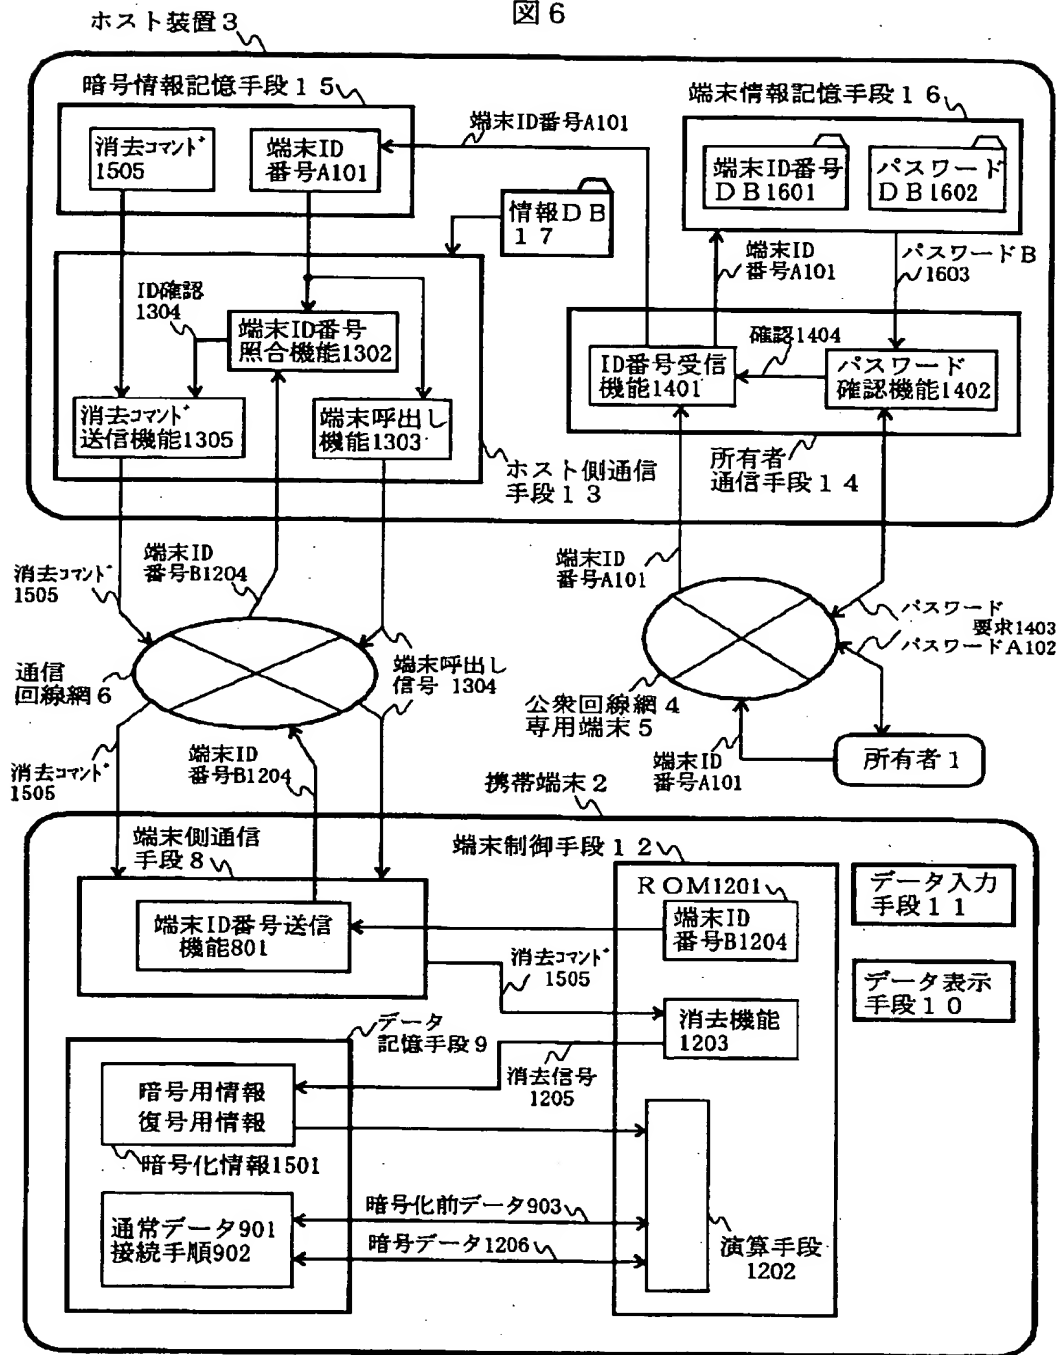 図6
ホスト装置3
暗号情報記憶手段15
消去コマンド
1505
端末ID
番号A101
端末ID番号A101
端末情報記憶手段16
端末ID番号
DB1601
パスワード
DB1602
情報DB
17
端末ID
番号A101
パスワードB
1603
ID確認
1304
端末ID番号
照合機能1302
確認1404
ID番号受信
機能1401
パスワード
確認機能1402
消去コマンド
送信機能1305
端末呼出し
機能1303
ホスト側通信
手段13
所有者
通信手段14
消去コマンド
1505
端末ID
番号B1204
端末ID
番号A101
パスワード
要求1403
パスワードA102
通信
回線網6
端末呼出し
信号 1304
公衆回線網4
専用端末5
所有者1
消去コマンド
1505
端末ID
番号B1204
端末ID
番号A101
携帯端末2
端末側通信
手段8
端末制御手段12
ROM1201
端末ID番号送信
機能801
端末ID
番号B1204
データ入力
手段11
消去コマンド
1505
データ表示
手段10
データ
記憶手段9
消去機能
1203
消去信号
1205
暗号用情報
復号用情報
暗号化情報1501
通常データ901
接続手順902
暗号化前データ903
暗号データ1206
演算手段
1202